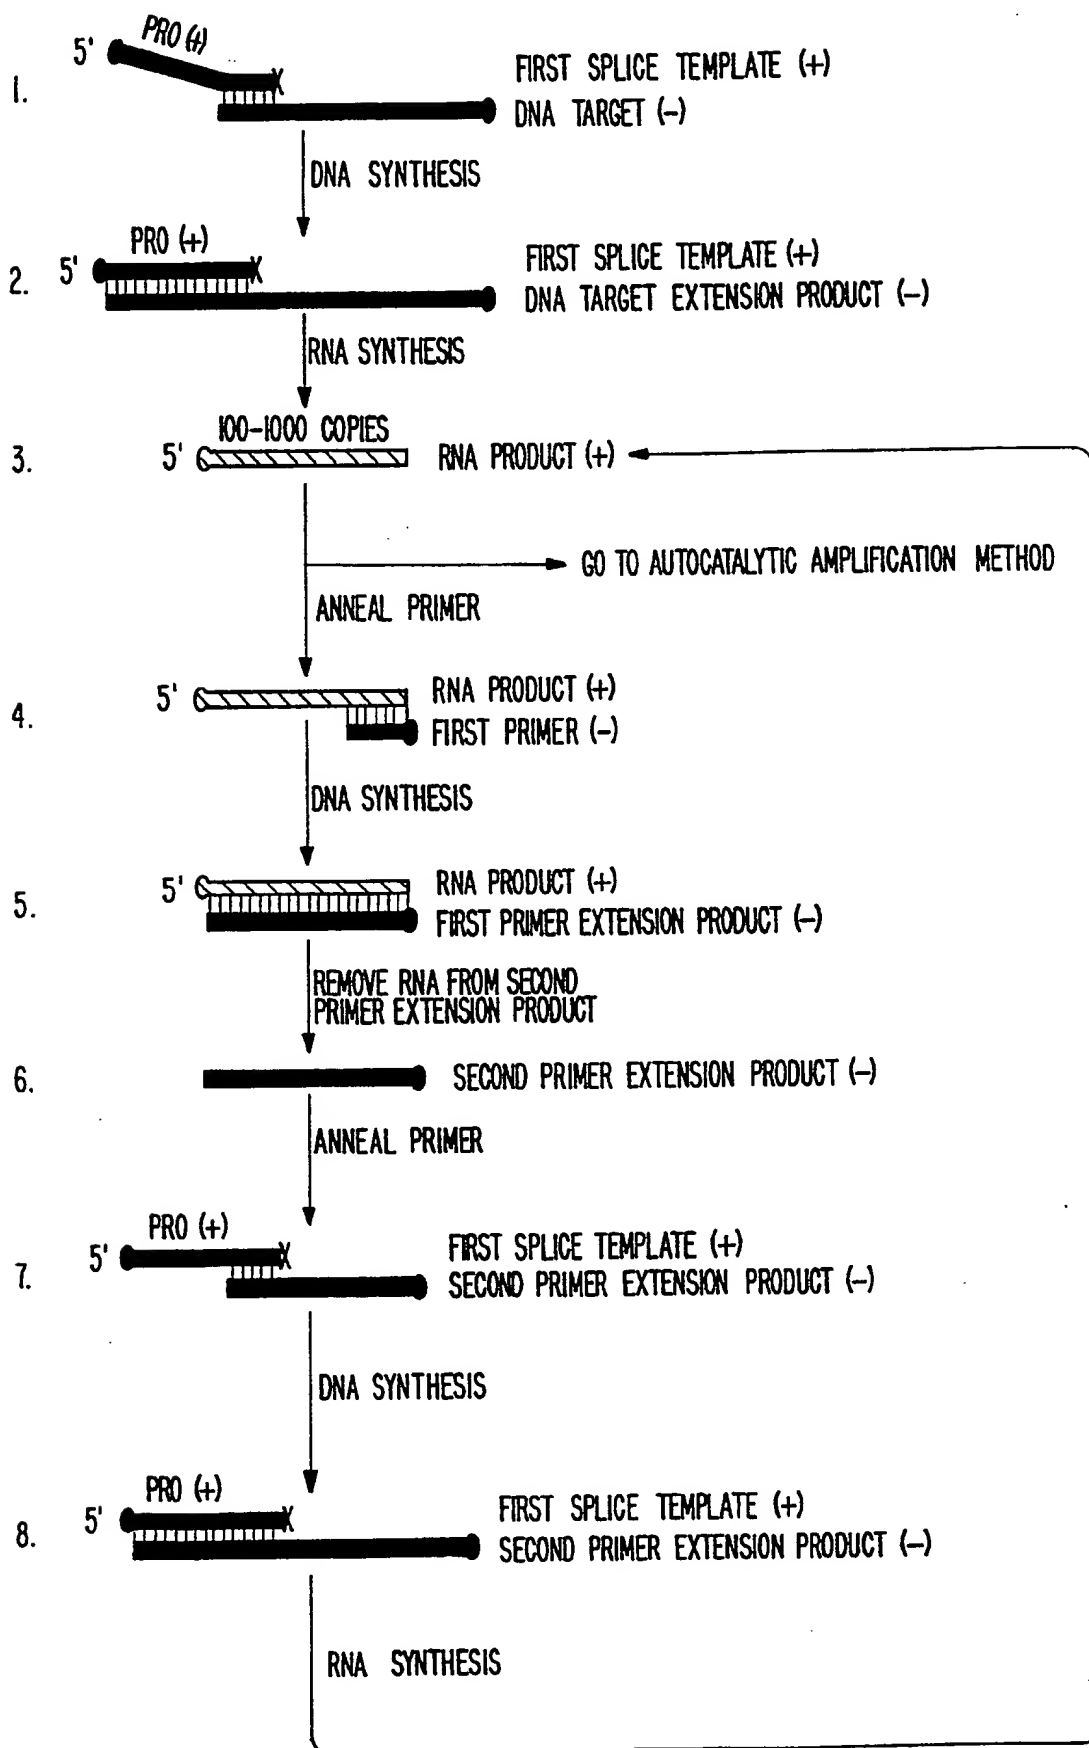 PRO (+)
5'
1.
X
FIRST SPLICE TEMPLATE (+)
DNA TARGET (-)
DNA SYNTHESIS
PRO (+)
5'
2.
X
FIRST SPLICE TEMPLATE (+)
DNA TARGET EXTENSION PRODUCT (-)
RNA SYNTHESIS
100-1000 COPIES
3.
5'
RNA PRODUCT (+)
GO TO AUTOCATALYTIC AMPLIFICATION METHOD
ANNEAL PRIMER
4.
5'
RNA PRODUCT (+)
FIRST PRIMER (-)
DNA SYNTHESIS
5.
5'
RNA PRODUCT (+)
FIRST PRIMER EXTENSION PRODUCT (-)
REMOVE RNA FROM SECOND
PRIMER EXTENSION PRODUCT
6.
SECOND PRIMER EXTENSION PRODUCT (-)
ANNEAL PRIMER
PRO (+)
5'
7.
X
FIRST SPLICE TEMPLATE (+)
SECOND PRIMER EXTENSION PRODUCT (-)
DNA SYNTHESIS
PRO (+)
5'
8.
X
FIRST SPLICE TEMPLATE (+)
SECOND PRIMER EXTENSION PRODUCT (-)
RNA SYNTHESIS